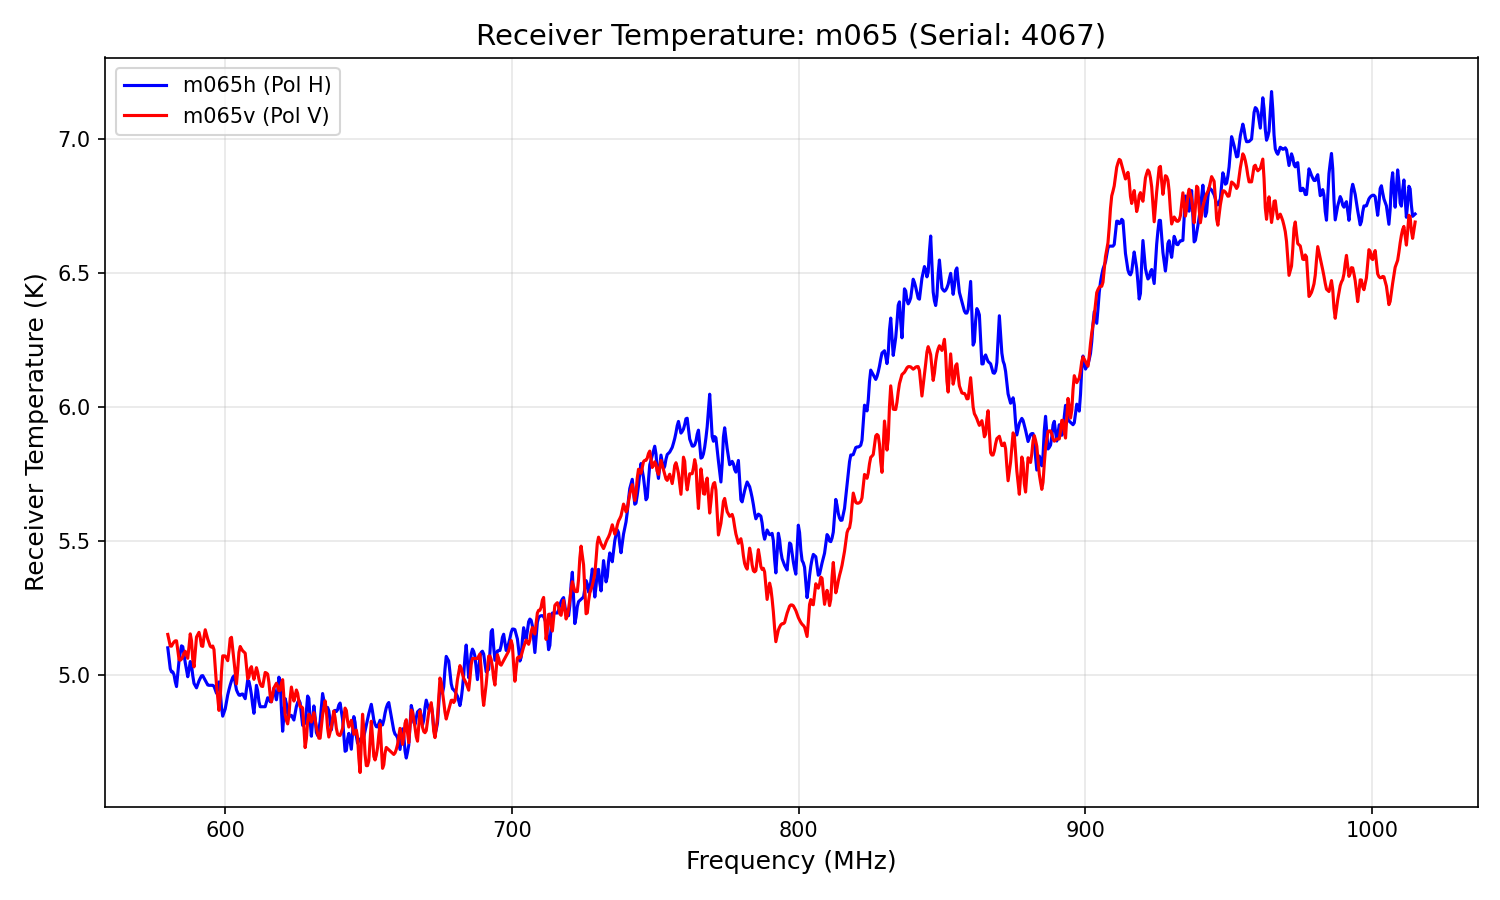 Receiver Temperature: m065 (Serial: 4067)
m065h (Pol H)
m065v (Pol V)
Receiver Temperature (K)
7.0
6.5
6.0
5.5
5.0
600
700
800
900
1000
Frequency (MHz)